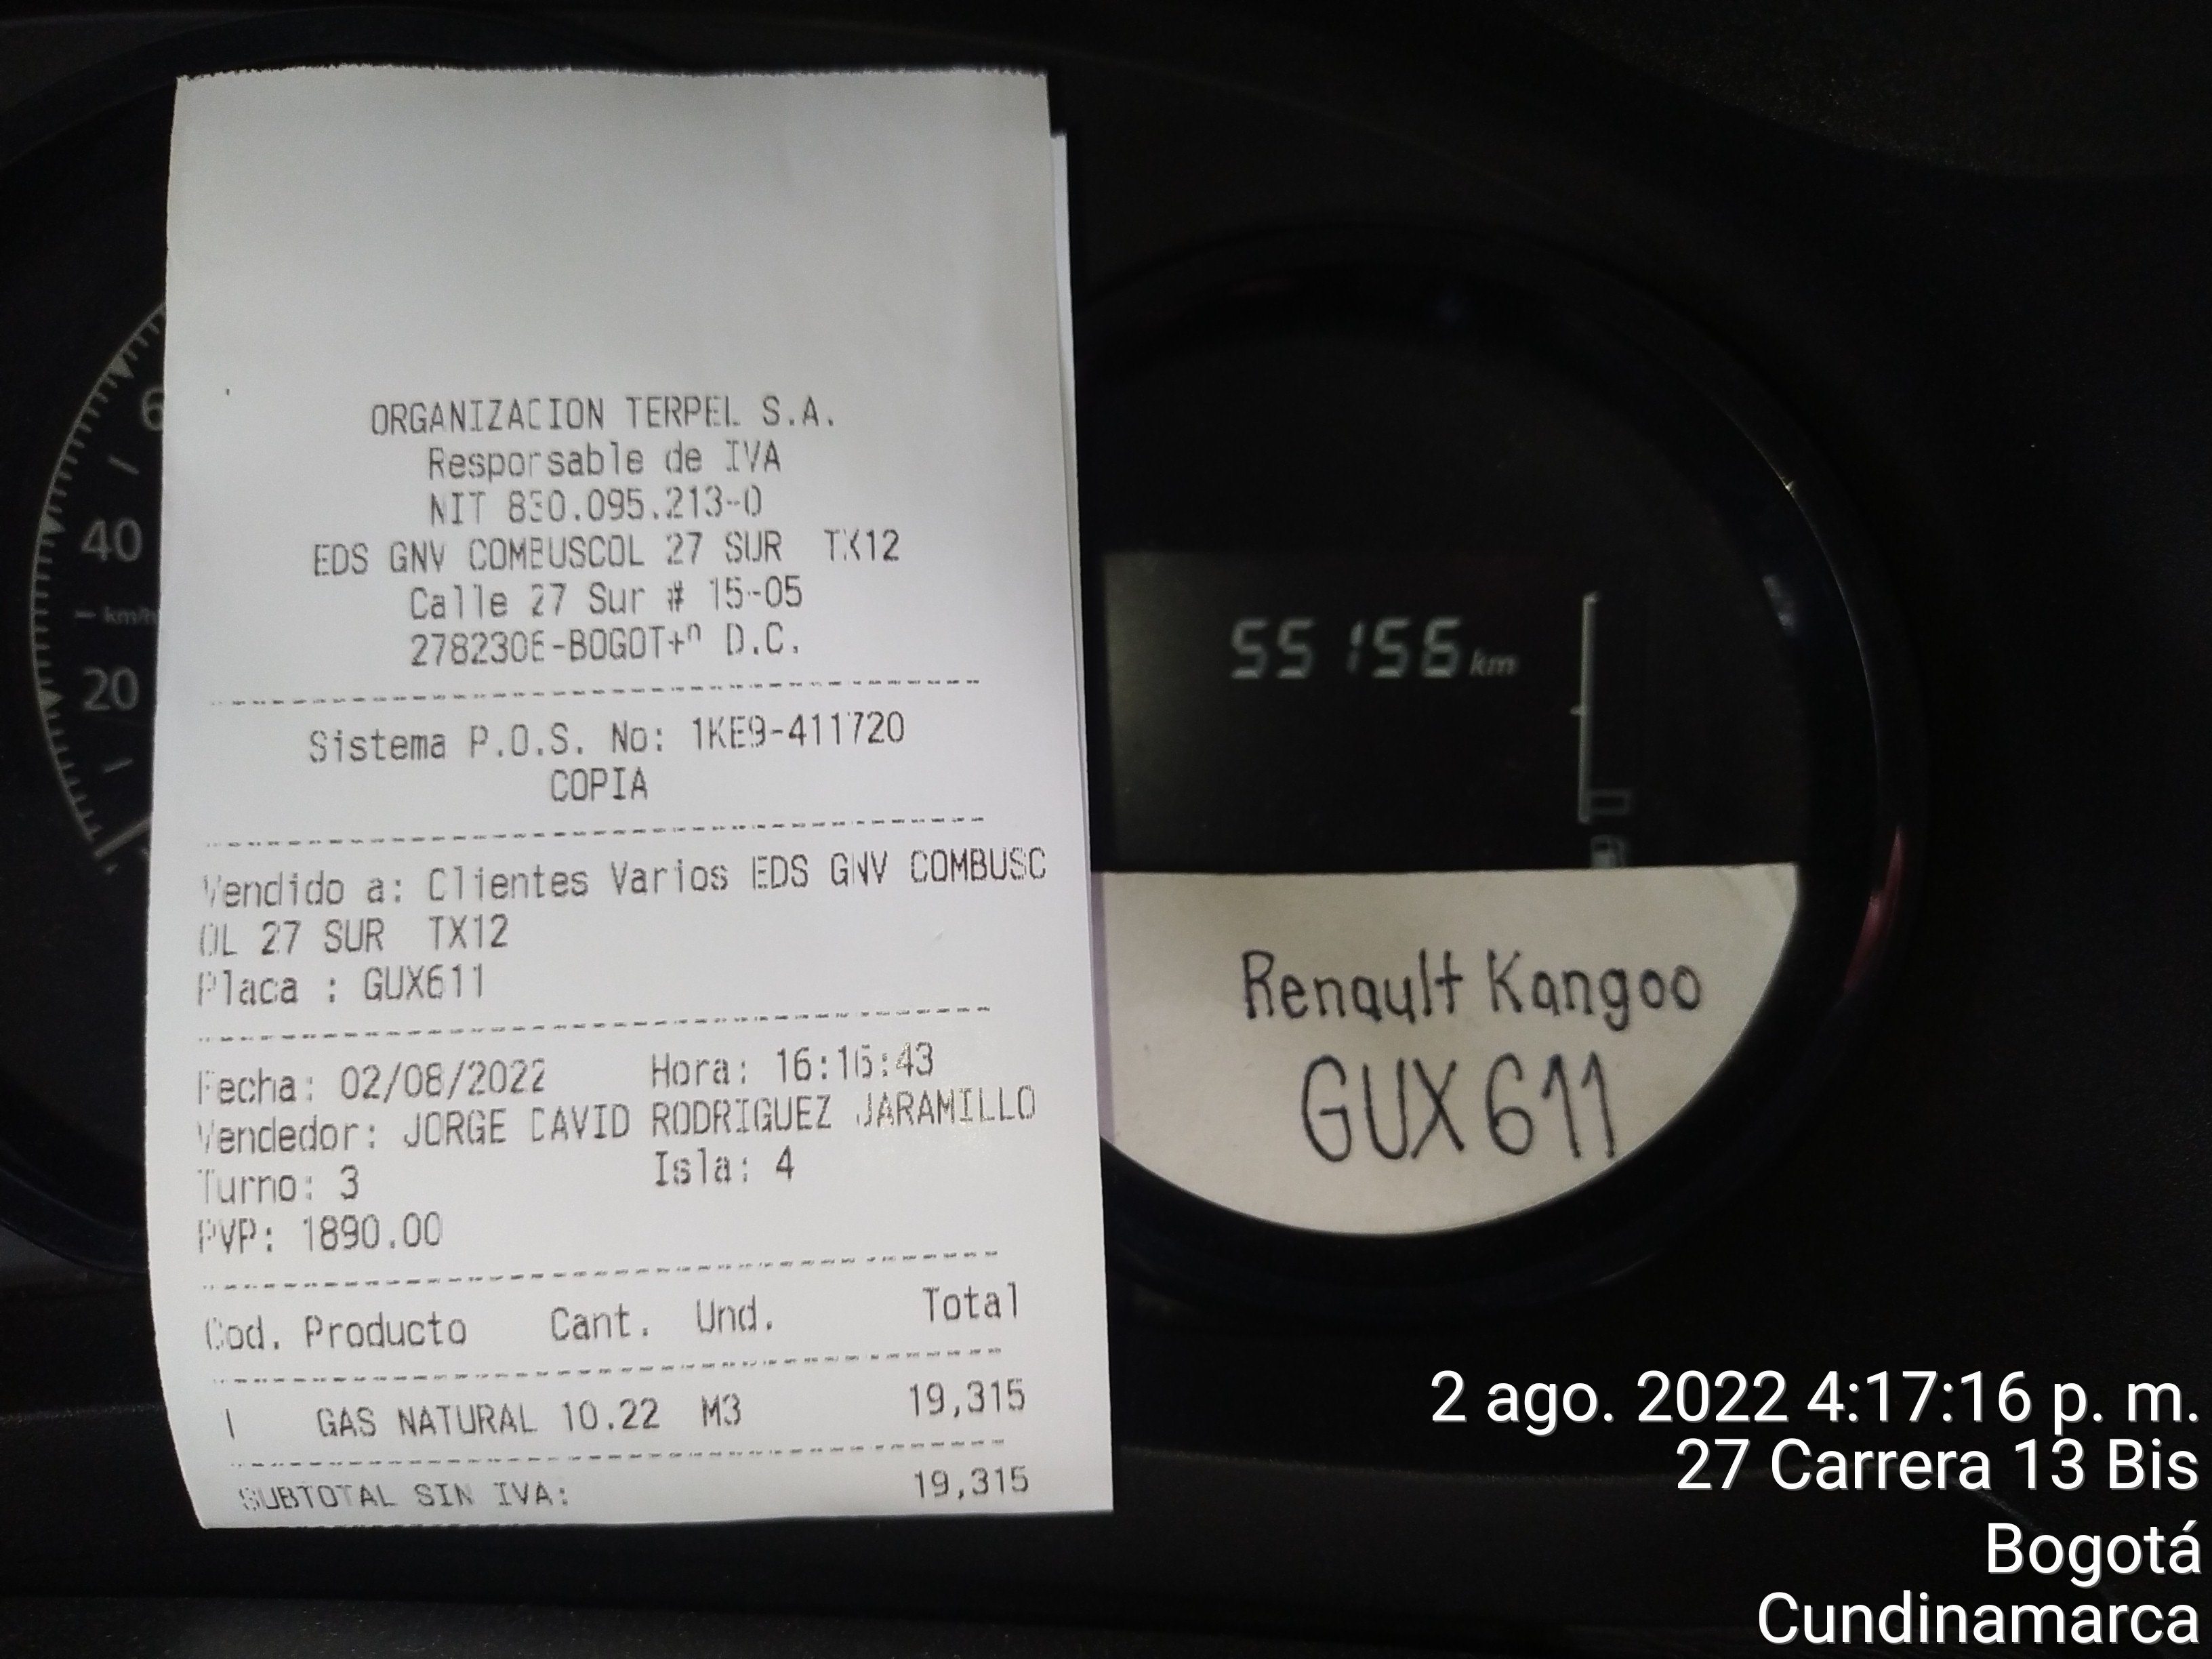 ORGANIZACION TERPEL S.A.
Responsable de IVA
NIT 830.095.213-0
EDS GNV COMBUSCOL 27 SUR TX12
Calle 27 Sur # 15-05
2782306-BOGOT+ⁿ D.C.
Sistema P.O.S. No: 1KE9-411720
COPIA
Vendido a: Clientes Varios EDS GNV COMBUSC
OL 27 SUR TX12
Placa : GUX611
Fecha: 02/08/2022 Hora: 16:16:43
Vendedor: JORGE DAVID RODRIGUEZ JARAMILLO
Turno: 3 Isla: 4
PVP: 1890.00
Cod. Producto Cant. Und. Total
1 GAS NATURAL 10.22 M3 19,315
SUBTOTAL SIN IVA: 19,315
40
km/h
20
55156 km
Renault Kangoo
GUX611
2 ago. 2022 4:17:16 p. m.
27 Carrera 13 Bis
Bogotá
Cundinamarca